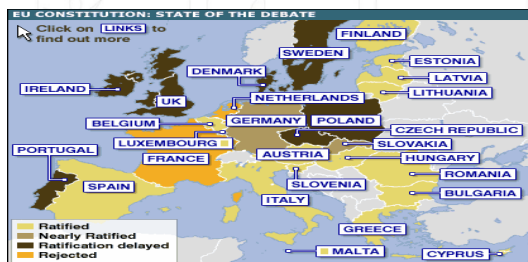 EU CONSTITUTION: STATE OF THE DEBATE
Click on LINKS to
find out more
FINLAND
SWEDEN
ESTONIA
DENMARK
LATVIA
IRELAND
LITHUANIA
NETHERLANDS
UK
BELGIUM
GERMANY
POLAND
CZECH REPUBLIC
LUXEMBOURG
SLOVAKIA
PORTUGAL
FRANCE
AUSTRIA
HUNGARY
ROMANIA
SPAIN
SLOVENIA
BULGARIA
ITALY
GREECE
MALTA
CYPRUS
Ratified
Nearly Ratified
Ratification delayed
Rejected